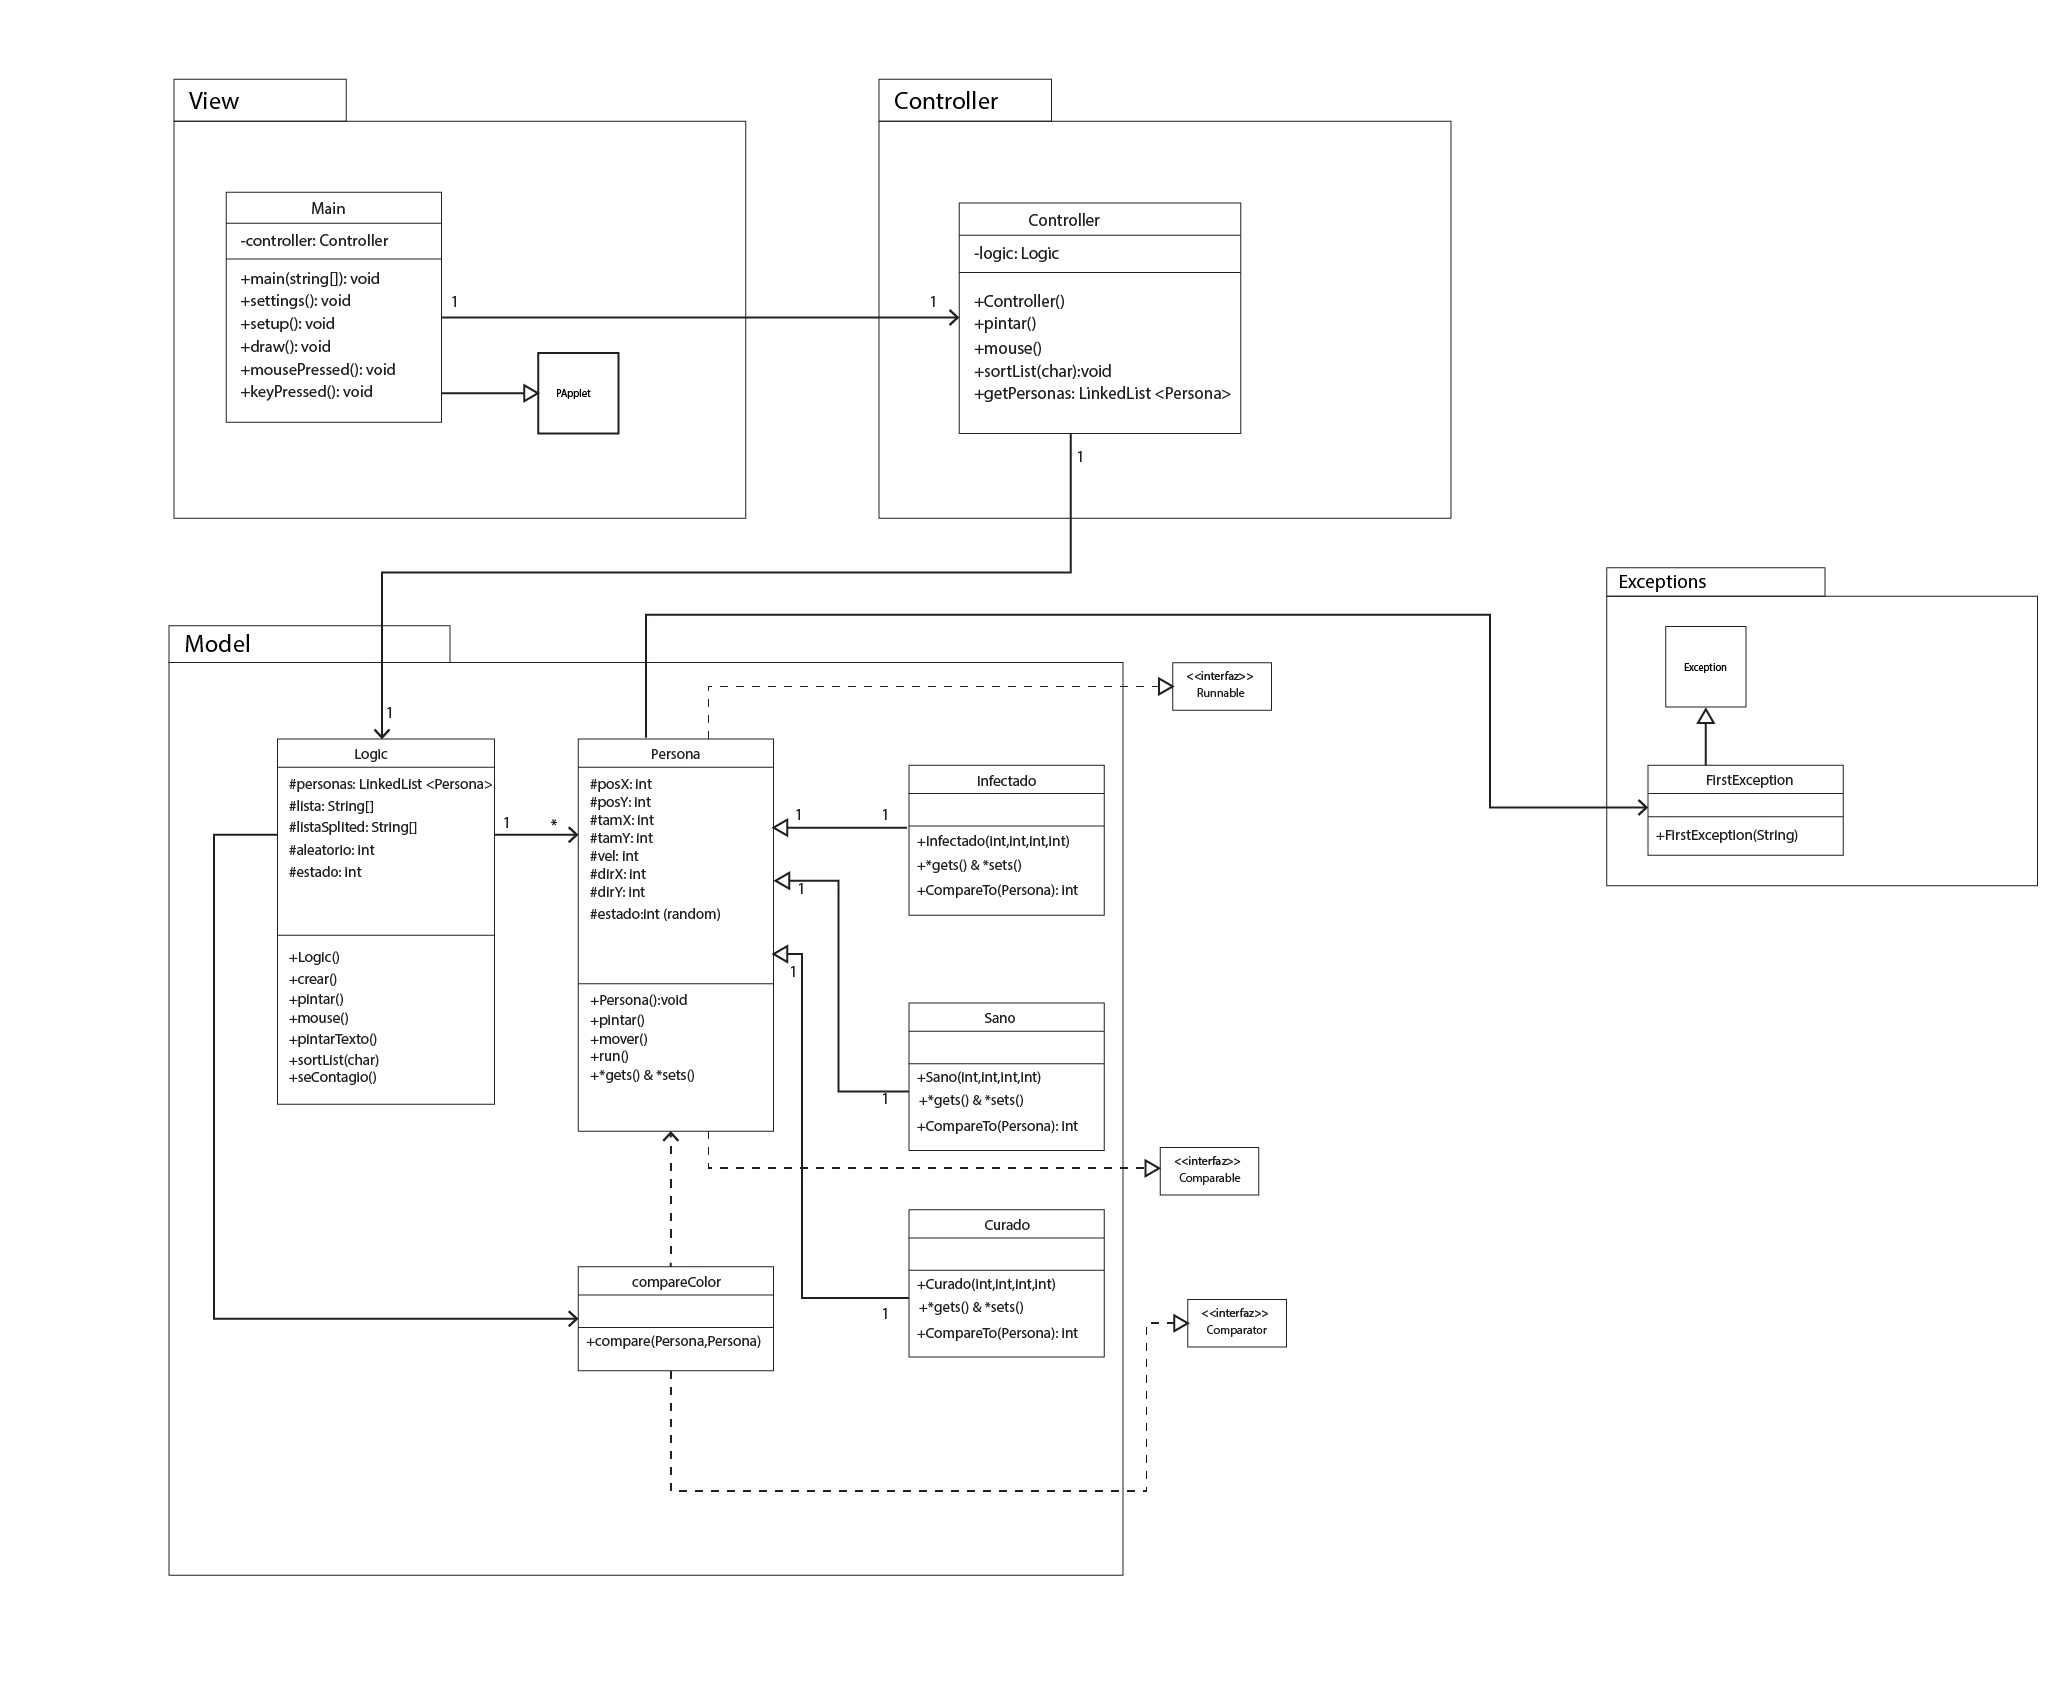 View
Main
-controller: Controller
+main(string[]): void
+settings(): void
+setup(): void
+draw(): void
+mousePressed(): void
+keyPressed(): void
1
1
PApplet
Controller
Controller
-logic: Logic
+Controller()
+pintar()
+mouse()
+sortList(char):void
+getPersonas: LinkedList <Persona>
1
Exceptions
Exception
FirstException
+FirstException(String)
Model
1
Logic
#personas: LinkedList <Persona>
#lista: String[]
#listaSplited: String[]
#aleatorio: int
#estado: int
+Logic()
+crear()
+pintar()
+mouse()
+pintarTexto()
+sortList(char)
+seContagio()
1
*
Persona
#posX: int
#posY: int
#tamX: int
#tamY: int
#vel: int
#dirX: int
#dirY: int
#estado:int (random)
+Persona():void
+pintar()
+mover()
+run()
+*gets() & *sets()
1
1
1
1
1
1
Infectado
+Infectado(int,int,int,int)
+*gets() & *sets()
+CompareTo(Persona): int
Sano
+Sano(int,int,int,int)
+*gets() & *sets()
+CompareTo(Persona): int
Curado
+Curado(int,int,int,int)
+*gets() & *sets()
+CompareTo(Persona): int
compareColor
+compare(Persona,Persona)
<<interfaz>>
Runnable
<<interfaz>>
Comparable
<<interfaz>>
Comparator